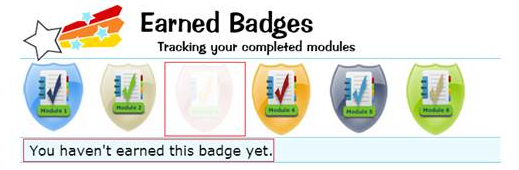 Earned Badges
Tracking your completed modules
Module 1 Module 2 Module 4 Module 5 Module 6
You haven't earned this badge yet.